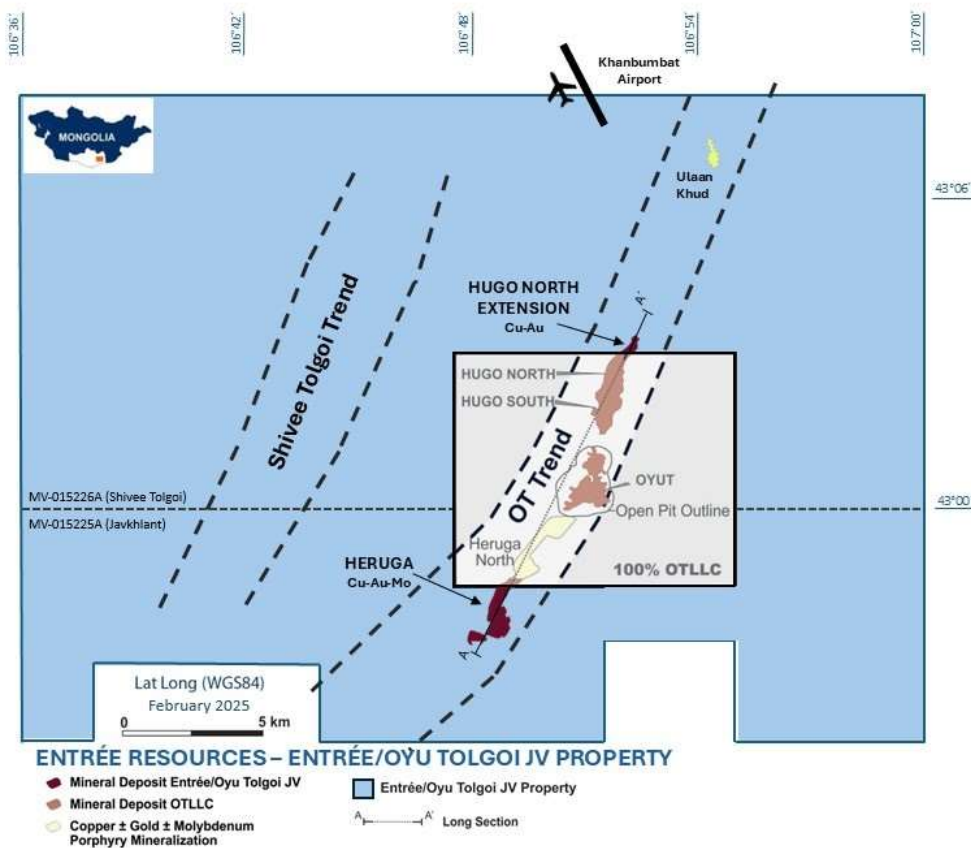 106°36'
106°42'
106°48'
106°54'
107°00'
Khanbumbat
Airport
MONGOLIA
Ulaan
Khud
43°06'
HUGO NORTH
EXTENSION
Cu-Au
A'
Shivee Tolgoi Trend
HUGO NORTH
HUGO SOUTH
OT Trend
OYUT
Open Pit Outline
MV-015226A (Shivee Tolgoi)
43°00'
MV-015225A (Javkhlant)
Heruga
North
HERUGA
Cu-Au-Mo
100% OTLLC
A
Lat Long (WGS84)
February 2025
0 5 km
ENTRÉE RESOURCES – ENTRÉE/OYU TOLGOI JV PROPERTY
Mineral Deposit Entrée/Oyu Tolgoi JV
Mineral Deposit OTLLC
Copper ± Gold ± Molybdenum
Porphyry Mineralization
Entrée/Oyu Tolgoi JV Property
A A' Long Section